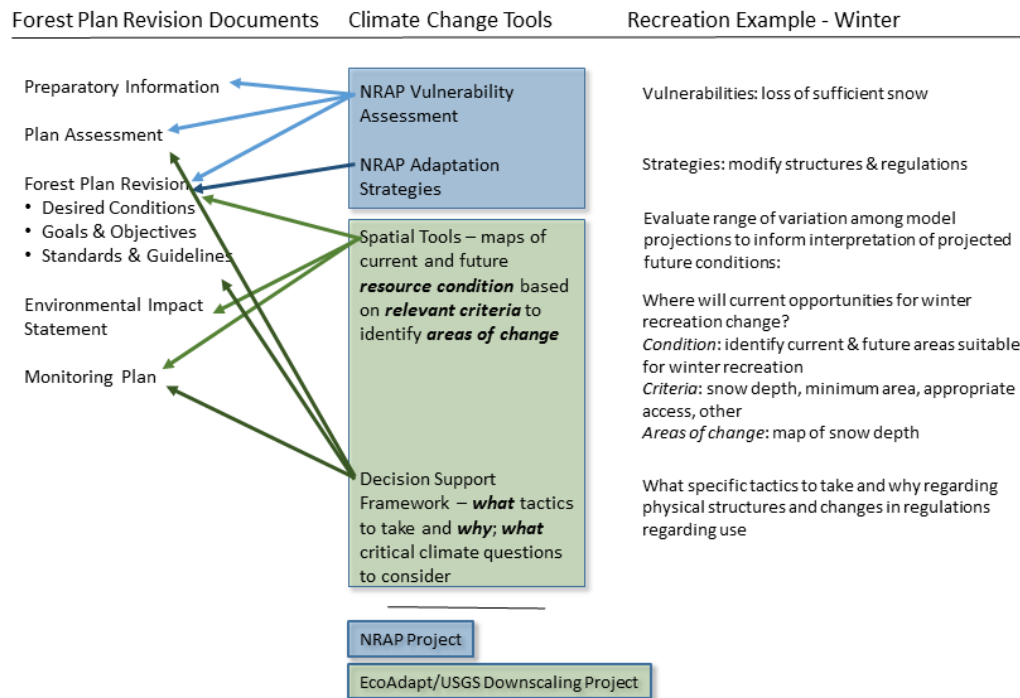 Forest Plan Revision Documents
Climate Change Tools
Recreation Example - Winter
Preparatory Information
Plan Assessment
Forest Plan Revision
• Desired Conditions
• Goals & Objectives
• Standards & Guidelines
Environmental Impact
Statement
Monitoring Plan
NRAP Vulnerability
Assessment
NRAP Adaptation
Strategies
Spatial Tools – maps of
current and future
resource condition based
on relevant criteria to
identify areas of change
Decision Support
Framework – what tactics
to take and why; what
critical climate questions
to consider
Vulnerabilities: loss of sufficient snow
Strategies: modify structures & regulations
Evaluate range of variation among model
projections to inform interpretation of projected
future conditions:
Where will current opportunities for winter
recreation change?
Condition: identify current & future areas suitable
for winter recreation
Criteria: snow depth, minimum area, appropriate
access, other
Areas of change: map of snow depth
What specific tactics to take and why regarding
physical structures and changes in regulations
regarding use
NRAP Project
EcoAdapt/USGS Downscaling Project